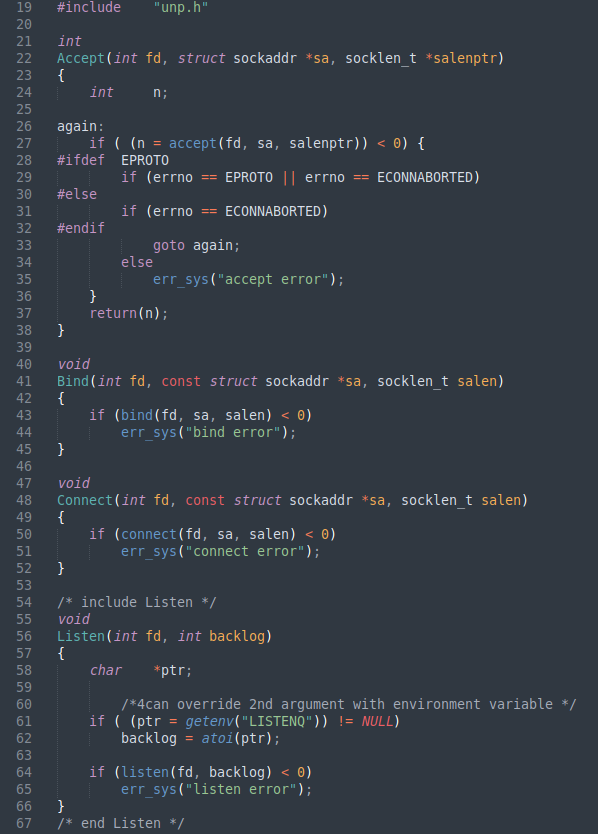 19 #include "unp.h"
20
21 int
22 Accept(int fd, struct sockaddr *sa, socklen_t *salenptr)
23 {
24 int n;
25
26 again:
27 if ( (n = accept(fd, sa, salenptr)) < 0) {
28 #ifdef EPROTO
29 if (errno == EPROTO || errno == ECONNABORTED)
30 #else
31 if (errno == ECONNABORTED)
32 #endif
33 goto again;
34 else
35 err_sys("accept error");
36 }
37 return(n);
38 }
39
40 void
41 Bind(int fd, const struct sockaddr *sa, socklen_t salen)
42 {
43 if (bind(fd, sa, salen) < 0)
44 err_sys("bind error");
45 }
46
47 void
48 Connect(int fd, const struct sockaddr *sa, socklen_t salen)
49 {
50 if (connect(fd, sa, salen) < 0)
51 err_sys("connect error");
52 }
53
54 /* include Listen */
55 void
56 Listen(int fd, int backlog)
57 {
58 char *ptr;
59
60 /*4can override 2nd argument with environment variable */
61 if ( (ptr = getenv("LISTENQ")) != NULL)
62 backlog = atoi(ptr);
63
64 if (listen(fd, backlog) < 0)
65 err_sys("listen error");
66 }
67 /* end Listen */